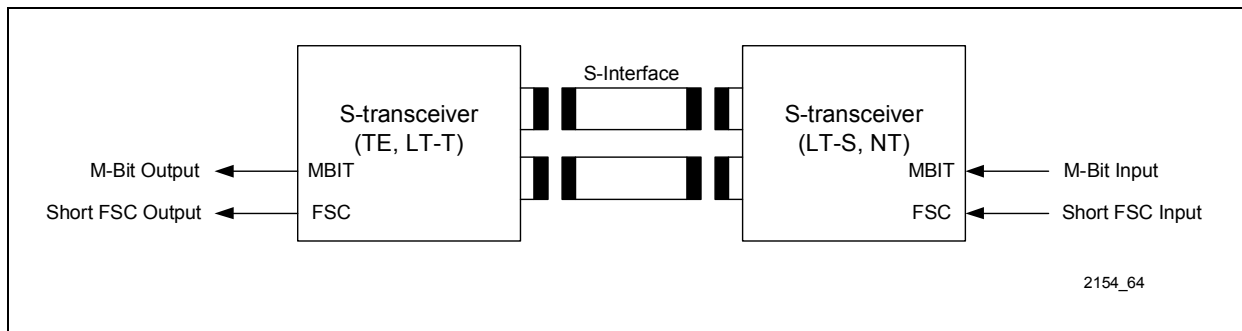 S-Interface
S-transceiver
(TE, LT-T)
S-transceiver
(LT-S, NT)
M-Bit Output
MBIT
MBIT
M-Bit Input
Short FSC Output
FSC
FSC
Short FSC Input
2154_64